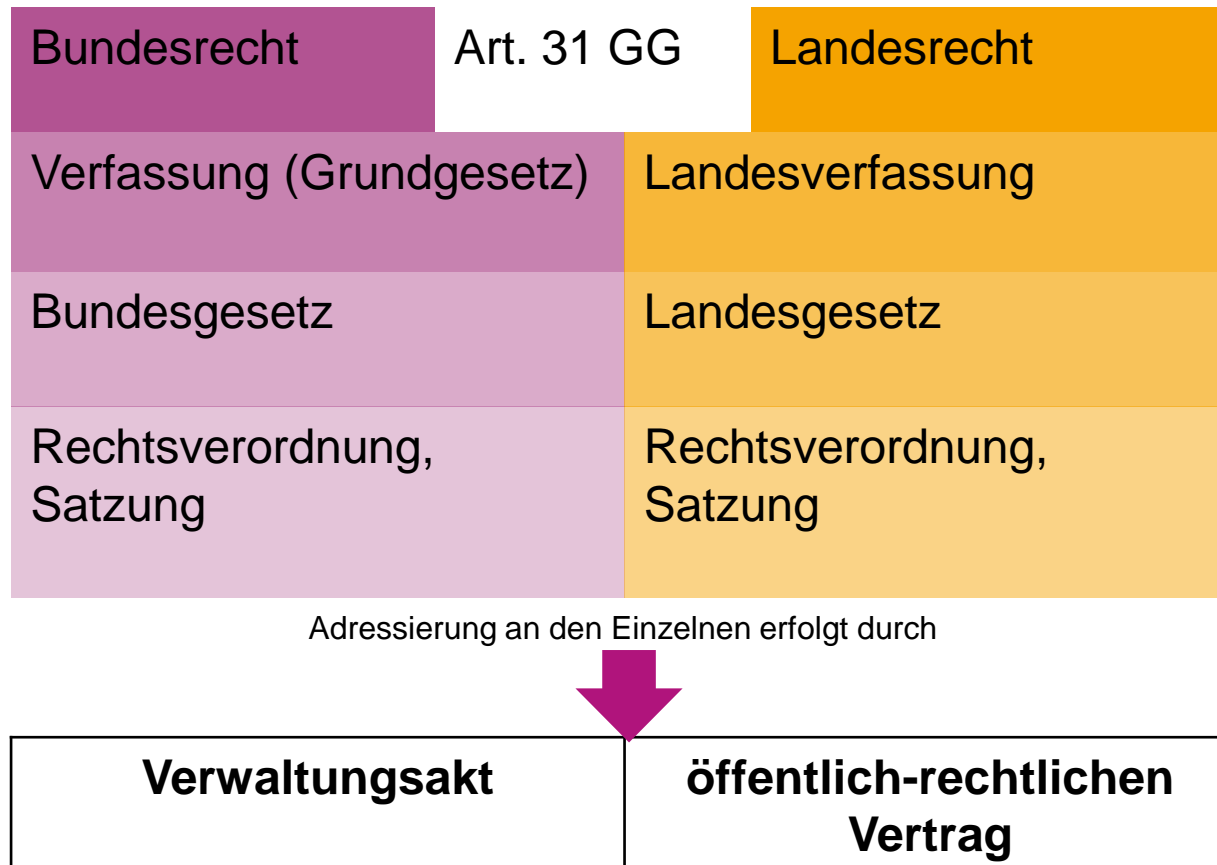 Bundesrecht
Art. 31 GG
Landesrecht
Verfassung (Grundgesetz)
Landesverfassung
Bundesgesetz
Landesgesetz
Rechtsverordnung,
Satzung
Rechtsverordnung,
Satzung
Adressierung an den Einzelnen erfolgt durch
Verwaltungsakt
öffentlich-rechtlichen
Vertrag